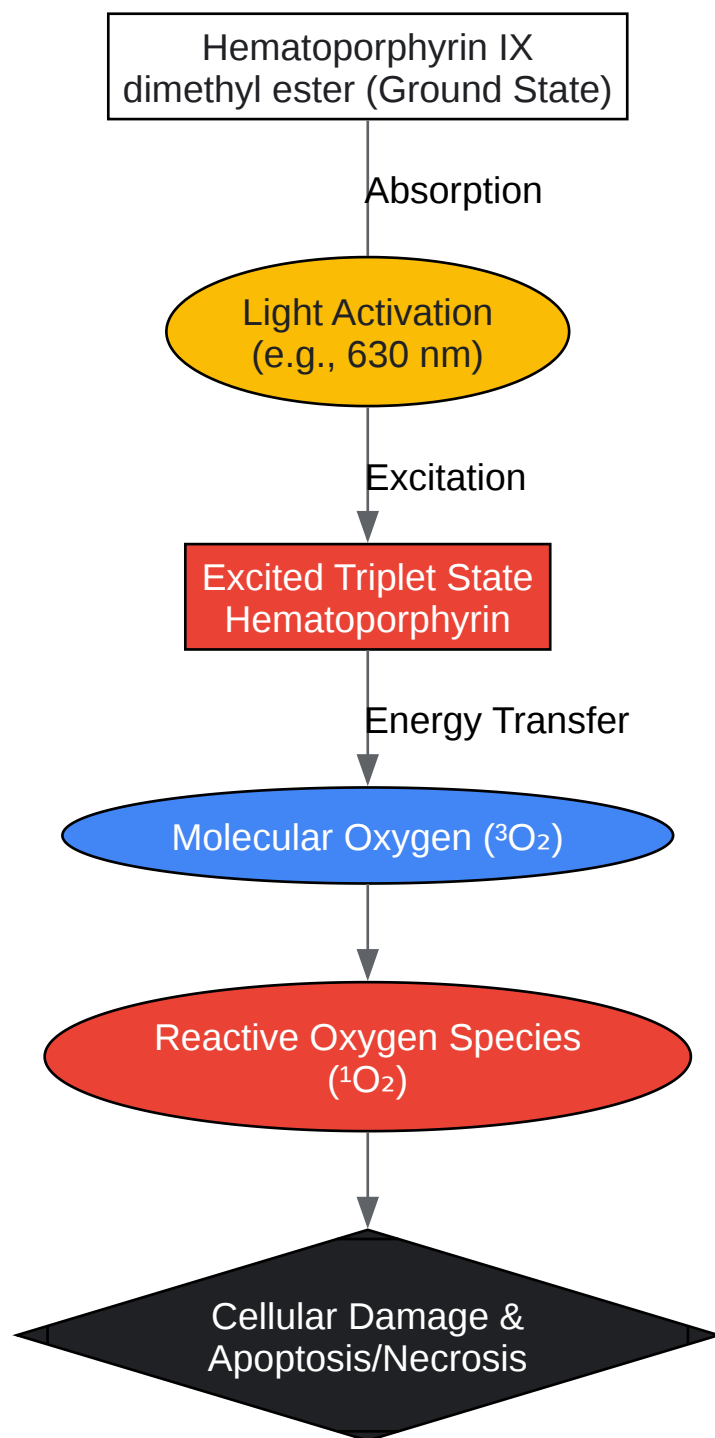 Hematoporphyrin IX
dimethyl ester (Ground State)
Absorption
Light Activation
(e.g., 630 nm)
Excitation
Excited Triplet State
Hematoporphyrin
Energy Transfer
Molecular Oxygen (³O₂)
Reactive Oxygen Species
(¹O₂)
Cellular Damage &
Apoptosis/Necrosis